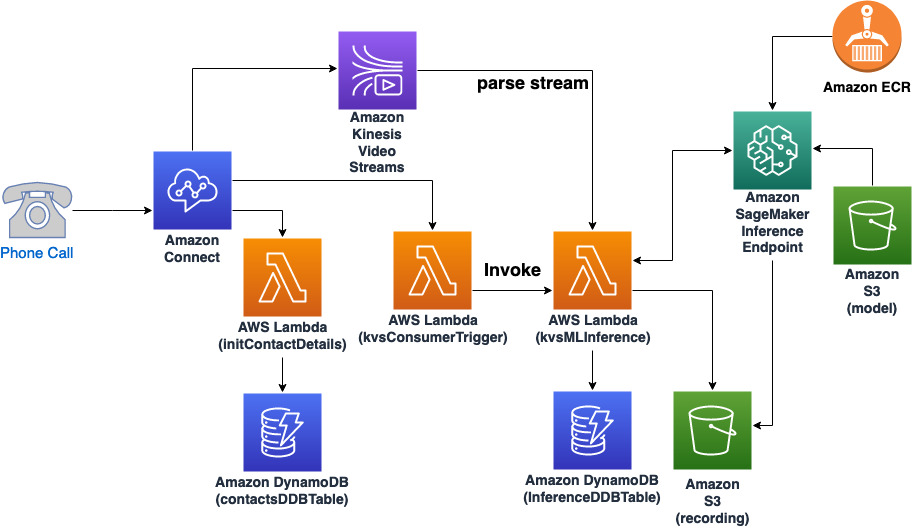 parse stream
Amazon ECR
Amazon
Kinesis
Video
Streams
Amazon
SageMaker
Inference
Endpoint
Phone Call
Amazon
Connect
Invoke
Amazon
S3
(model)
AWS Lambda
(initContactDetails)
AWS Lambda
(kvsConsumerTrigger)
AWS Lambda
(kvsMLInference)
Amazon DynamoDB
(contactsDDBTable)
Amazon DynamoDB
(InferenceDDBTable)
Amazon
S3
(recording)